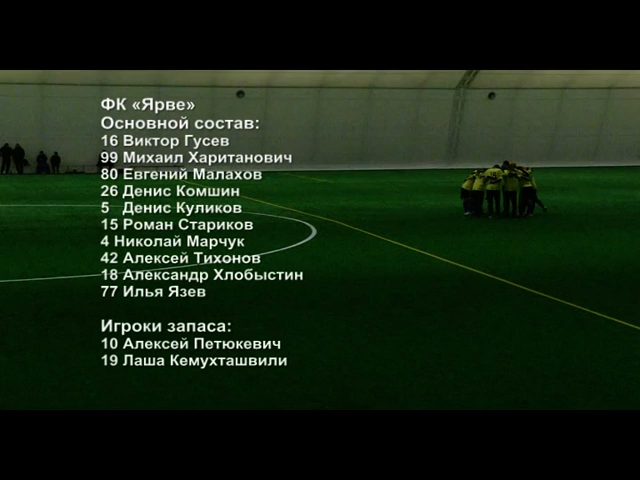 ФК «Ярве»
Основной состав:
16 Виктор Гусев
99 Михаил Хаританович
80 Евгений Малахов
26 Денис Комшин
5 Денис Куликов
15 Роман Стариков
4 Николай Марчук
42 Алексей Тихонов
18 Александр Хлобыстин
77 Илья Язев
Игроки запаса:
10 Алексей Петюкевич
19 Лаша Кемухташвили